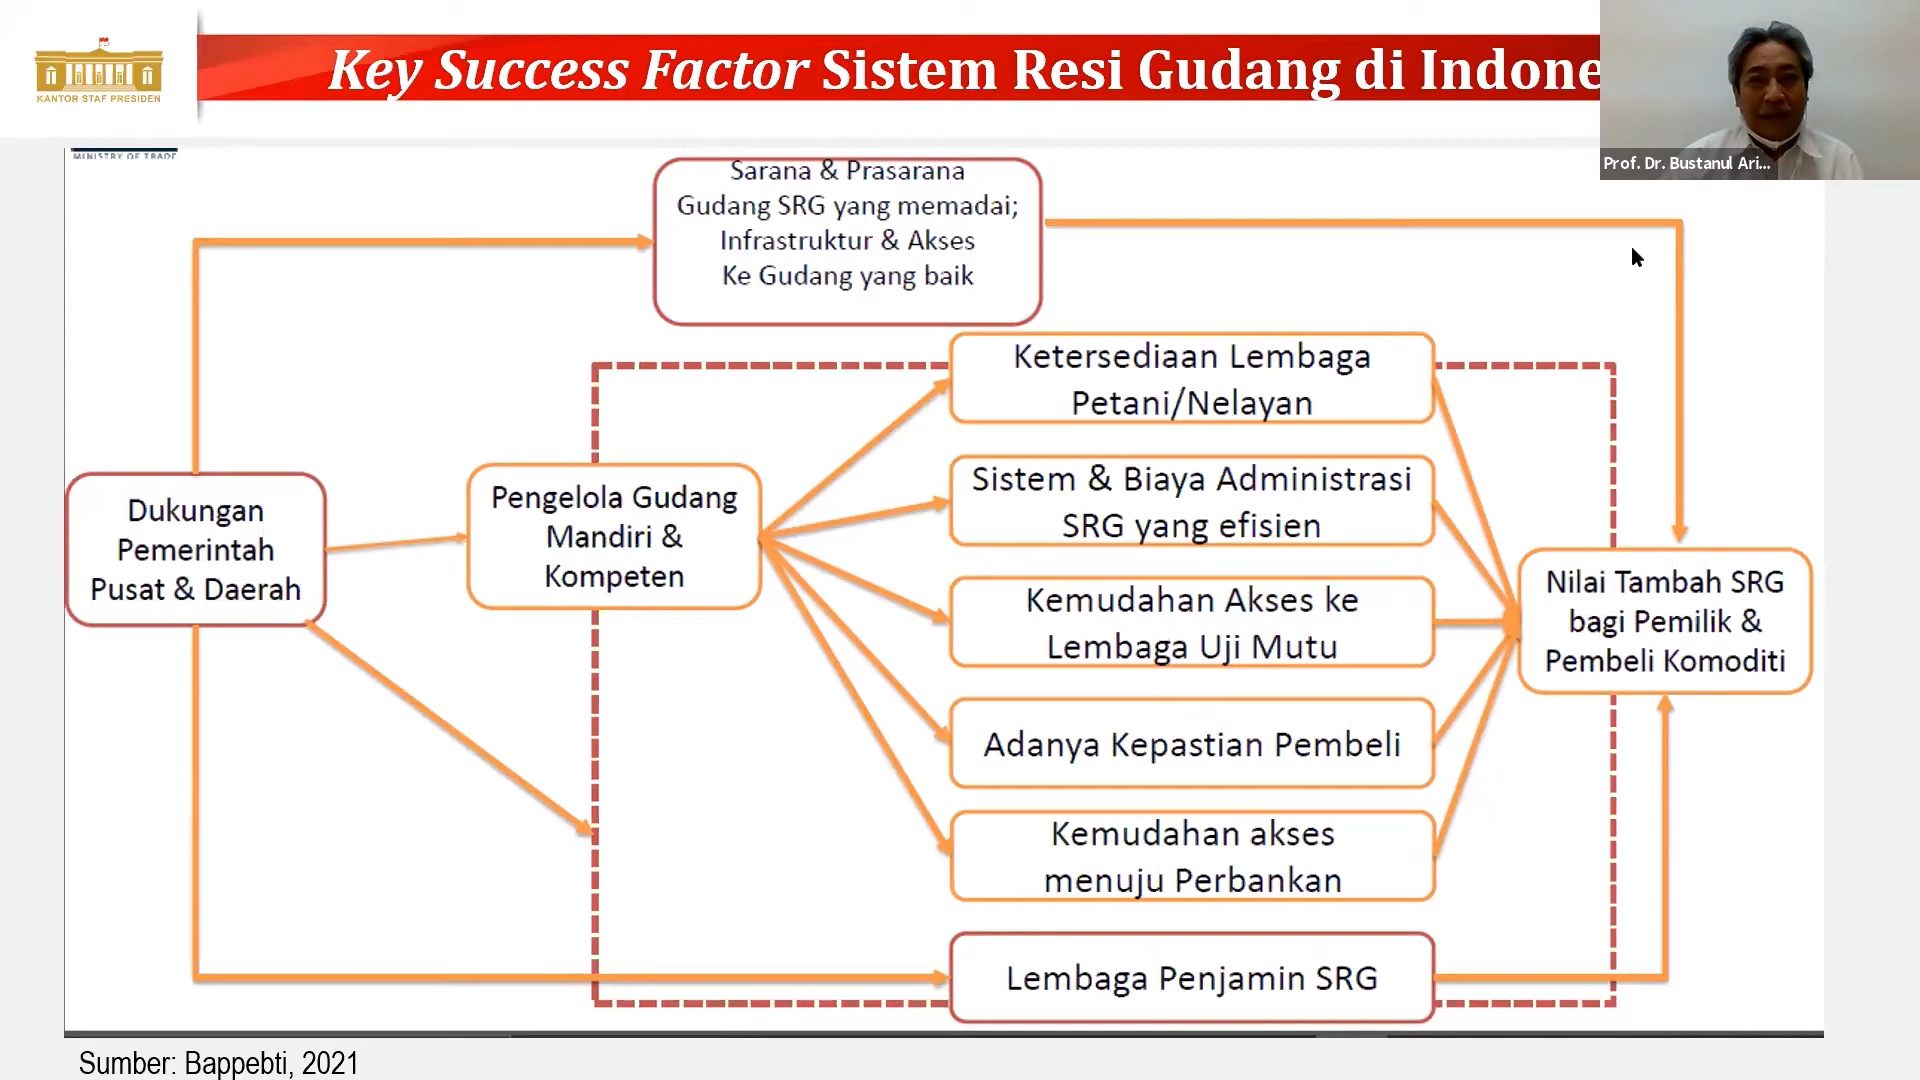 KANTOR STAF PRESIDEN
Key Success Factor Sistem Resi Gudang di Indone
Prof. Dr. Bustanul Ari...
MINISTRY OF TRADE
Sarana & Prasarana
Gudang SRG yang memadai;
Infrastruktur & Akses
Ke Gudang yang baik
Dukungan
Pemerintah
Pusat & Daerah
Pengelola Gudang
Mandiri &
Kompeten
Ketersediaan Lembaga
Petani/Nelayan
Sistem & Biaya Administrasi
SRG yang efisien
Kemudahan Akses ke
Lembaga Uji Mutu
Adanya Kepastian Pembeli
Kemudahan akses
menuju Perbankan
Lembaga Penjamin SRG
Nilai Tambah SRG
bagi Pemilik &
Pembeli Komoditi
Sumber: Bappebti, 2021